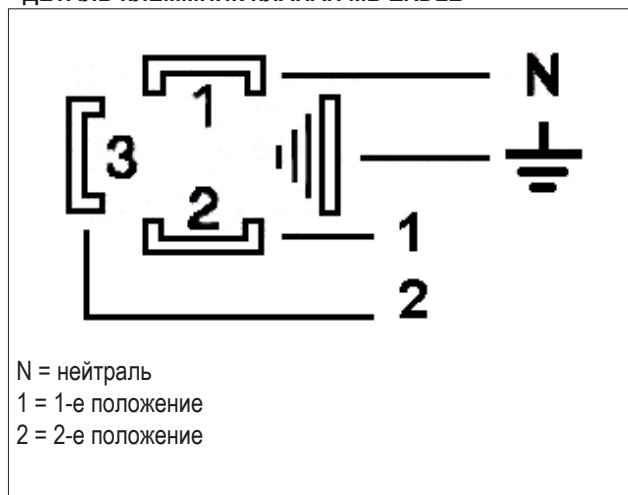 1
N
3
2
1
2
N = нейтраль
1 = 1-е положение
2 = 2-е положение